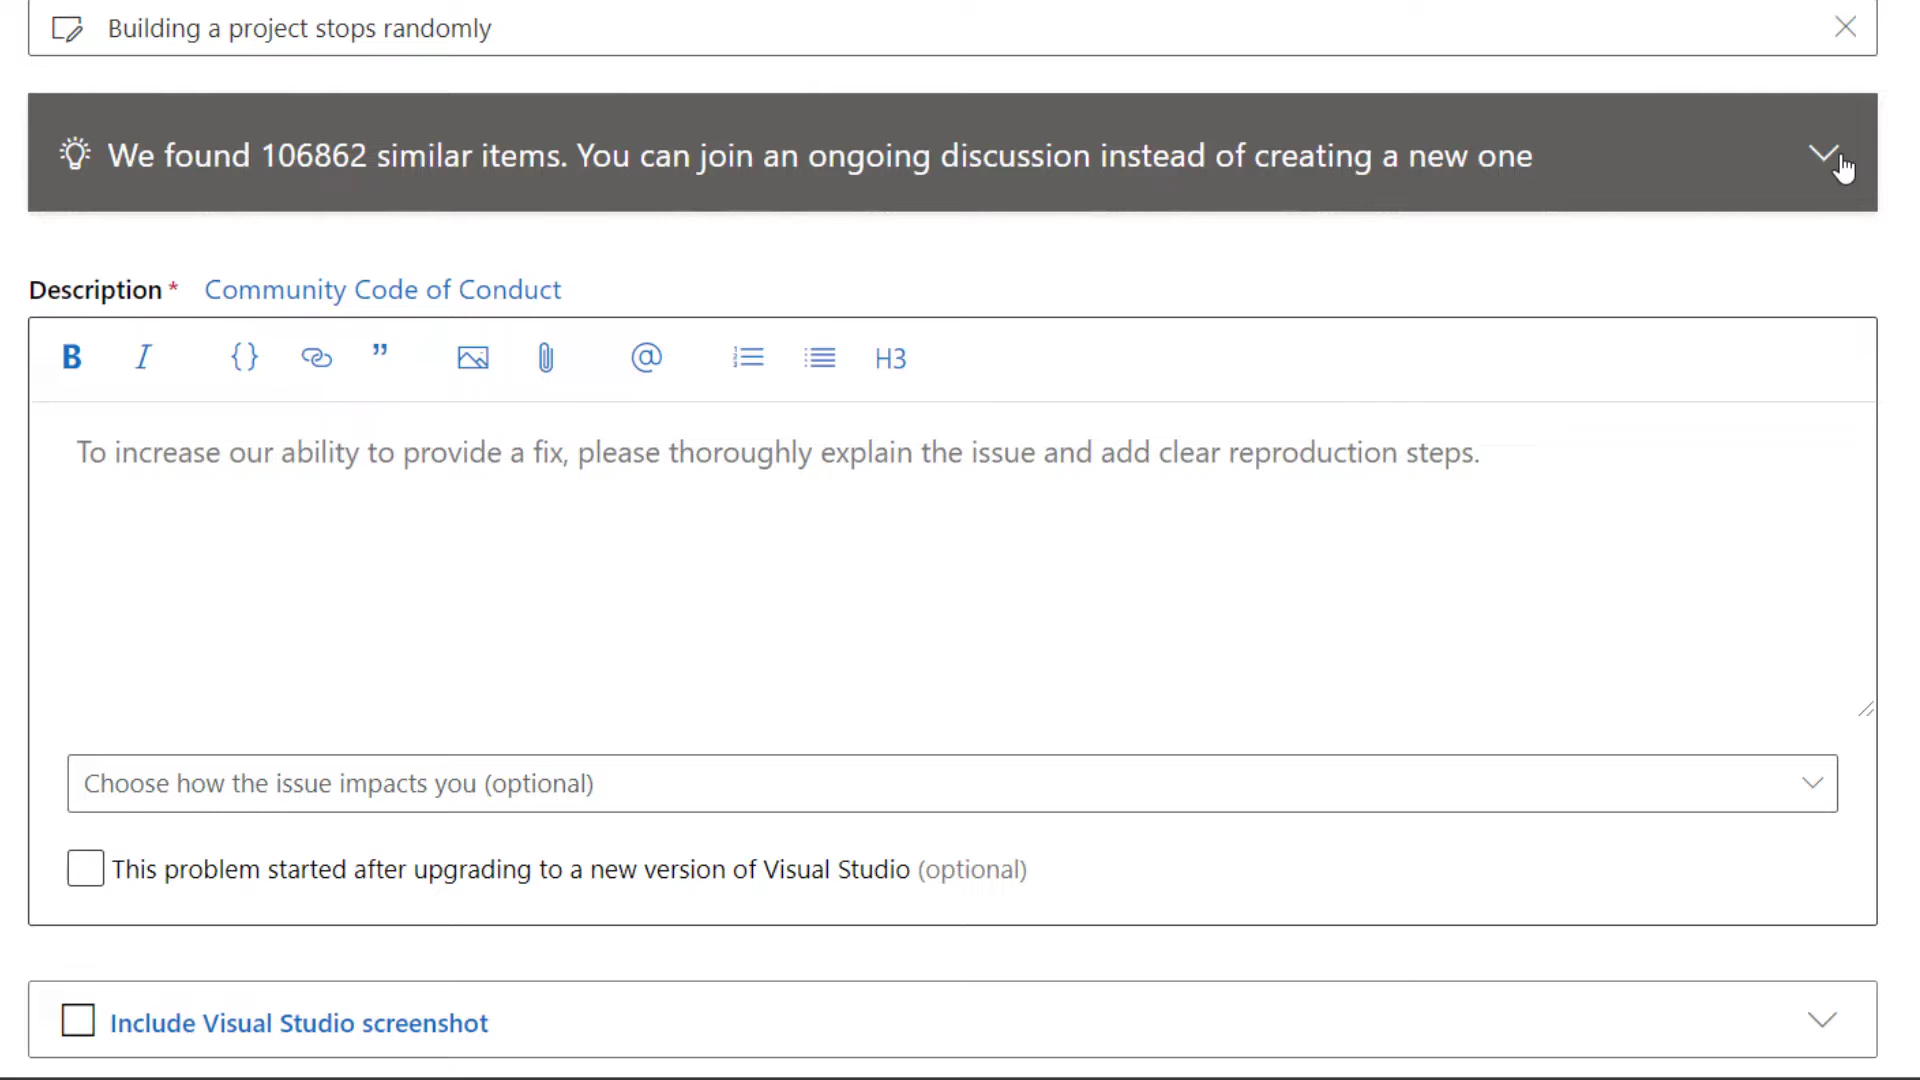 Building a project stops randomly
We found 106862 similar items. You can join an ongoing discussion instead of creating a new one
Description * Community Code of Conduct
B I {} ” @ H3
To increase our ability to provide a fix, please thoroughly explain the issue and add clear reproduction steps.
Choose how the issue impacts you (optional)
This problem started after upgrading to a new version of Visual Studio (optional)
Include Visual Studio screenshot